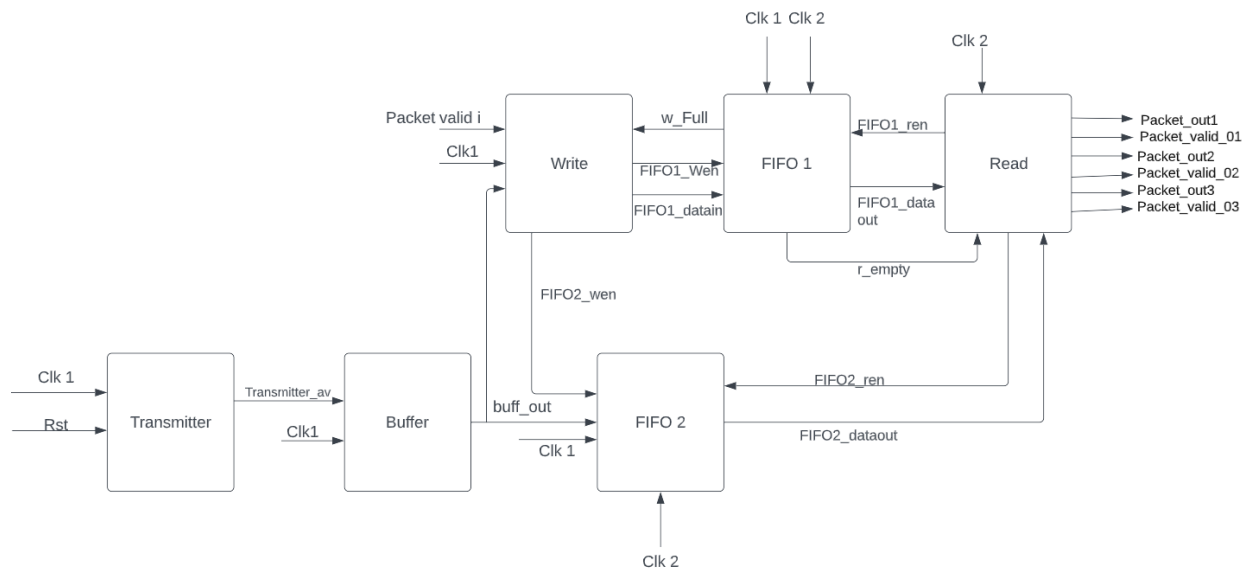 Clk 1
Clk 2
Clk 2
Packet valid i
w_Full
FIFO1_ren
Packet_out1
Packet_valid_01
Clk1
Write
FIFO1_Wen
FIFO 1
Read
Packet_out2
Packet_valid_02
Packet_out3
Packet_valid_03
FIFO1_datain
FIFO1_data
out
r_empty
FIFO2_wen
Clk 1
Transmitter_av
FIFO2_ren
Rst
Transmitter
Clk1
Buffer
buff_out
FIFO 2
FIFO2_dataout
Clk 1
Clk 2